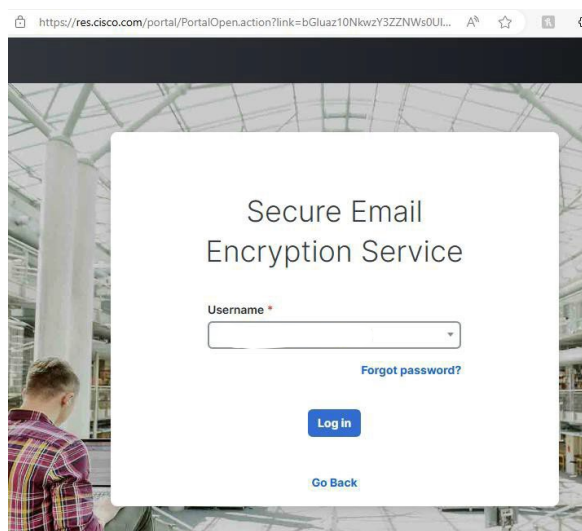 https://res.cisco.com/portal/PortalOpen.action?link=bGluaz10NkwzY3ZZNWs0Ul...
Secure Email
Encryption Service
Username *
Forgot password?
Log in
Go Back